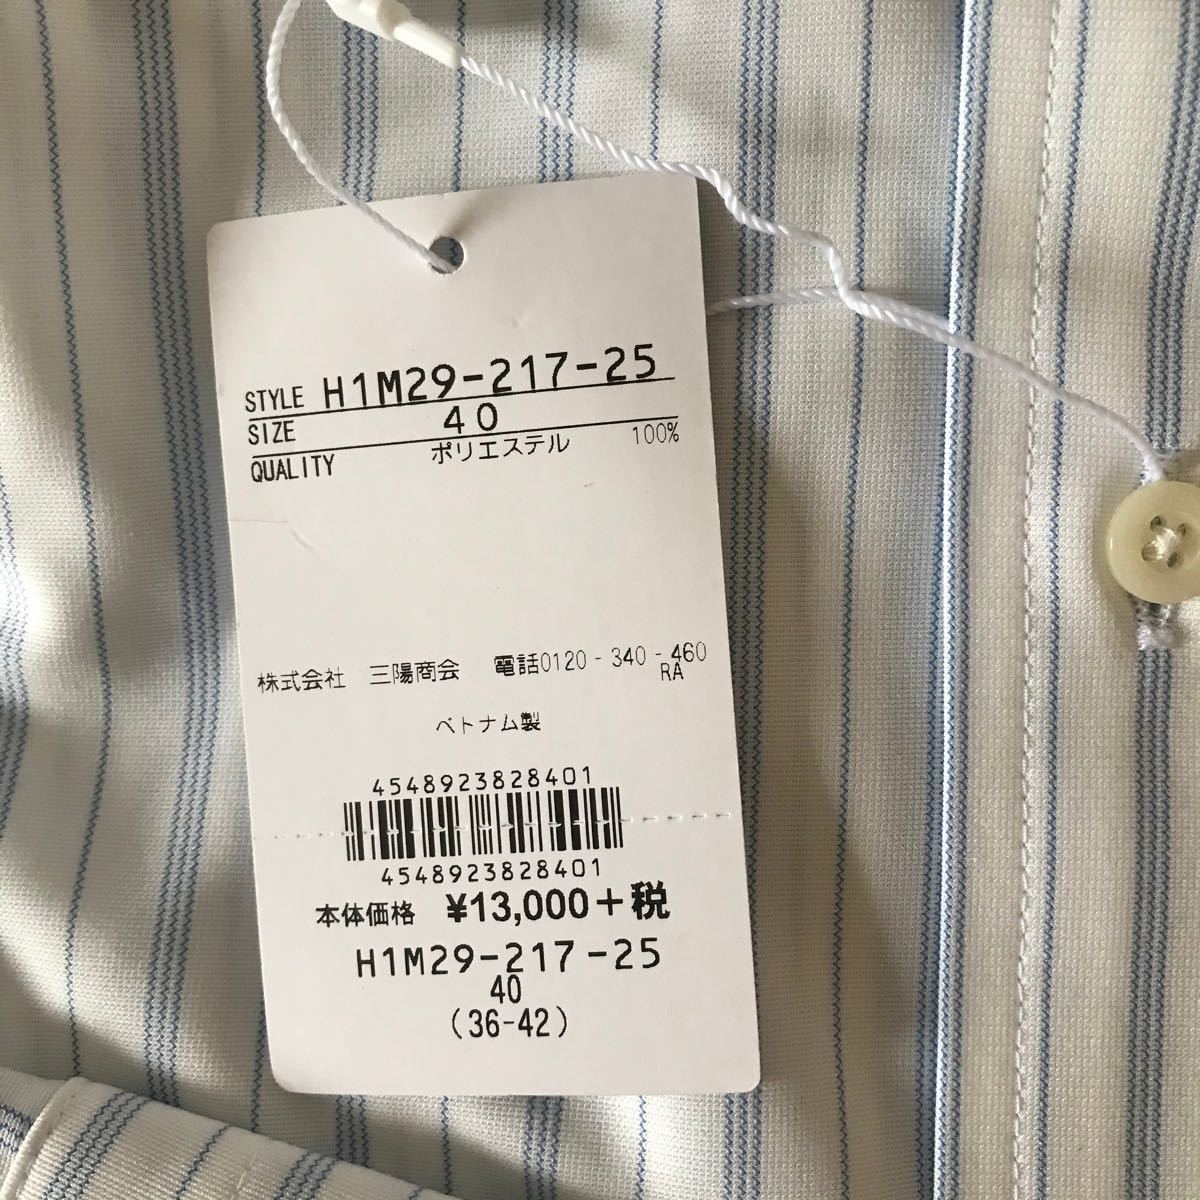 STYLE H1M29-217-25
SIZE 40
QUALITY ポリエステル 100%
株式会社 三陽商会 電話0120-340-460
RA
ベトナム製
4548923828401
4548923828401
本体価格 ¥13,000+税
H1M29-217-25
40
(36-42)